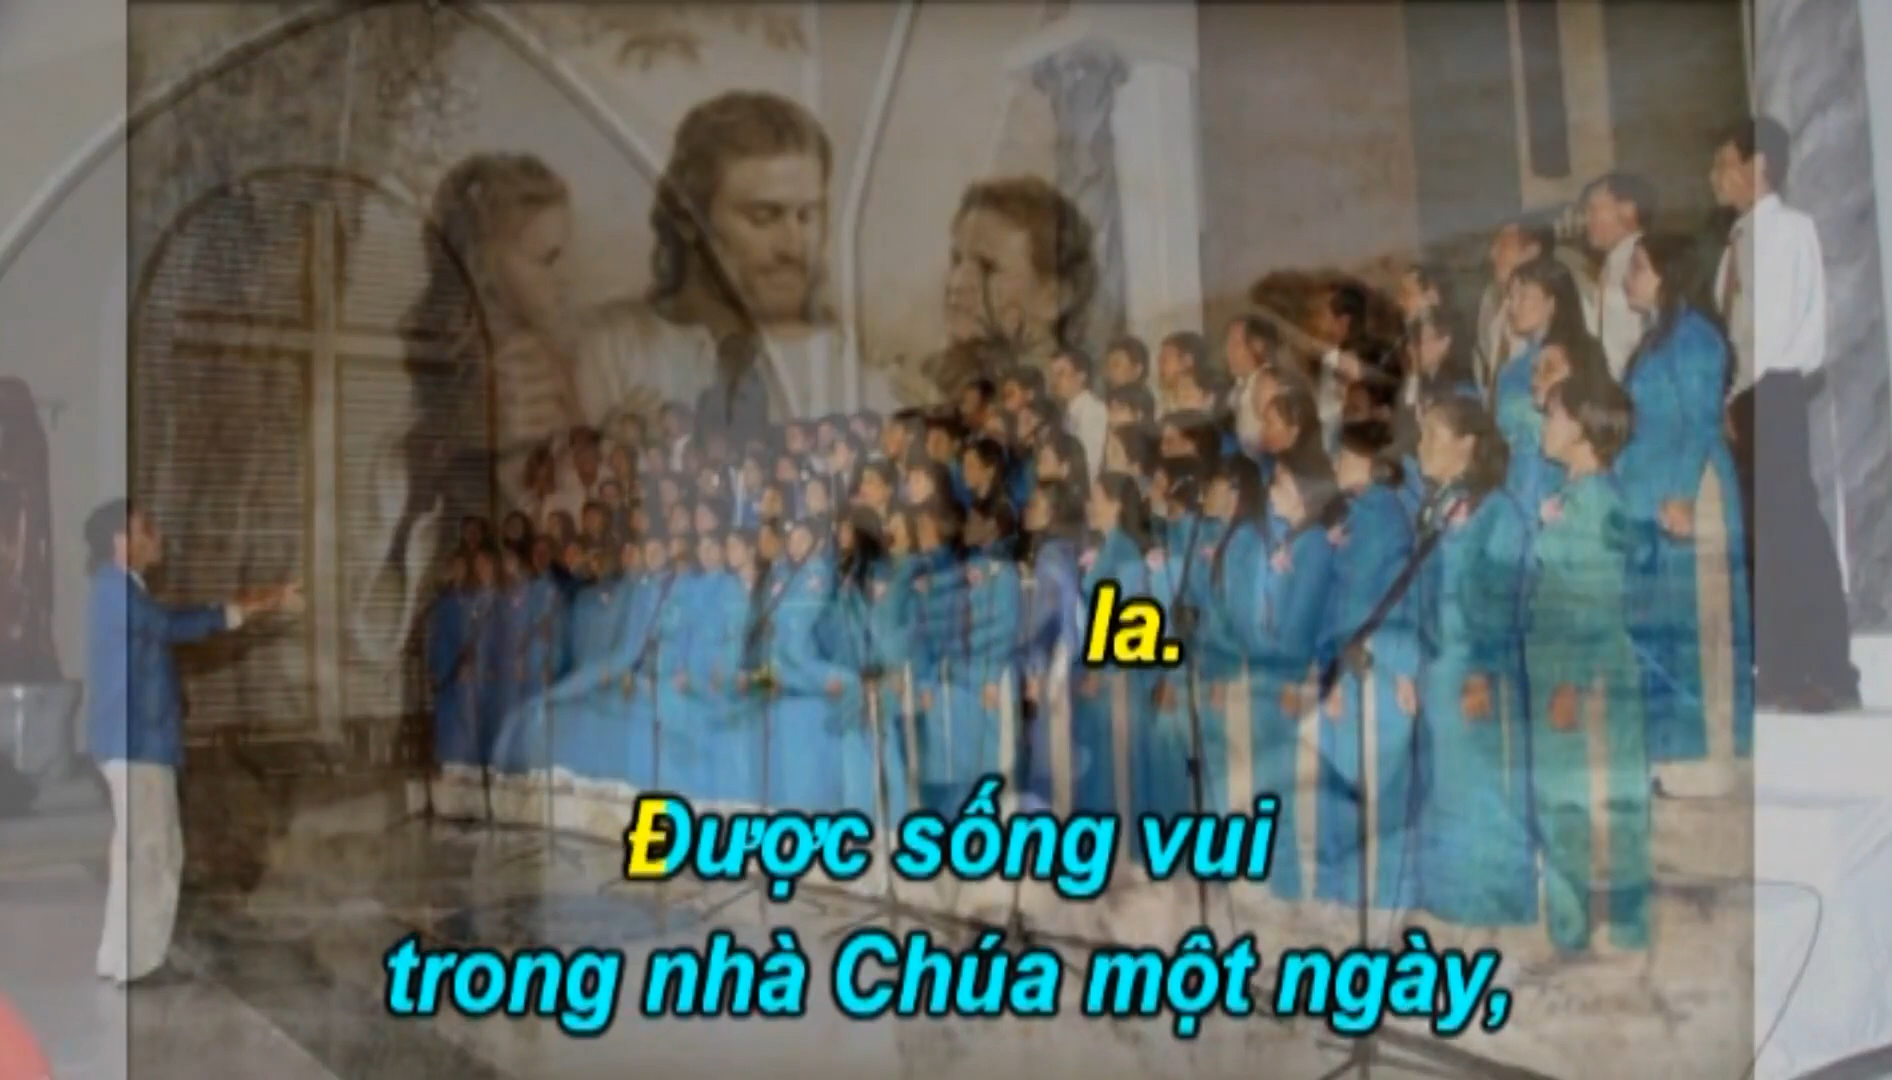 la.
Được sống vui
trong nhà Chúa một ngày,